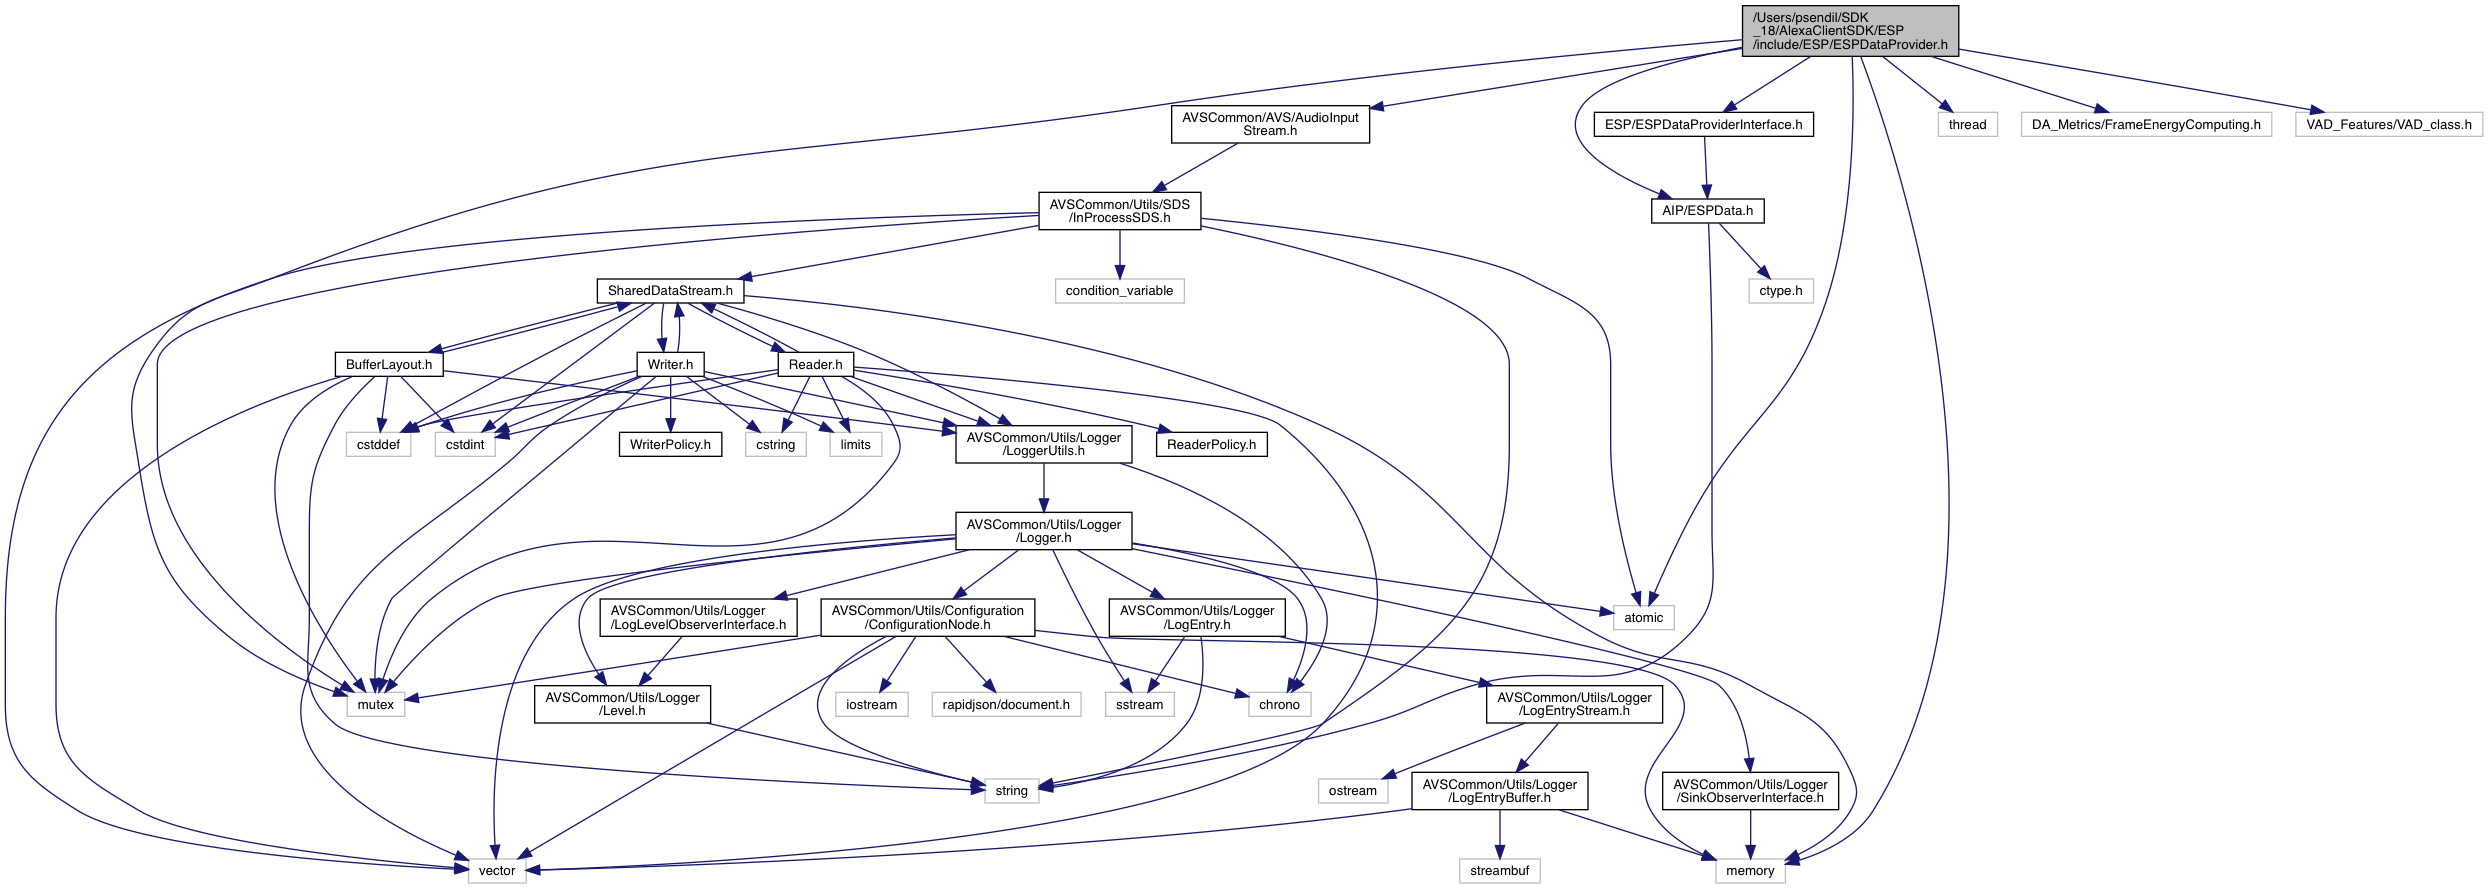 /Users/psendil/SDK
_18/AlexaClientSDK/ESP
/include/ESP/ESPDataProvider.h
AVSCommon/AVS/AudioInput
Stream.h
ESP/ESPDataProviderInterface.h
thread
DA_Metrics/FrameEnergyComputing.h
VAD_Features/VAD_class.h
AVSCommon/Utils/SDS
/InProcessSDS.h
AIP/ESPData.h
SharedDataStream.h
condition_variable
ctype.h
BufferLayout.h
Writer.h
Reader.h
cstddef
cstdint
WriterPolicy.h
cstring
limits
AVSCommon/Utils/Logger
/LoggerUtils.h
ReaderPolicy.h
AVSCommon/Utils/Logger
/Logger.h
AVSCommon/Utils/Logger
/LogLevelObserverInterface.h
AVSCommon/Utils/Configuration
/ConfigurationNode.h
AVSCommon/Utils/Logger
/LogEntry.h
atomic
mutex
AVSCommon/Utils/Logger
/Level.h
iostream
rapidjson/document.h
sstream
chrono
AVSCommon/Utils/Logger
/LogEntryStream.h
string
ostream
AVSCommon/Utils/Logger
/LogEntryBuffer.h
AVSCommon/Utils/Logger
/SinkObserverInterface.h
vector
streambuf
memory